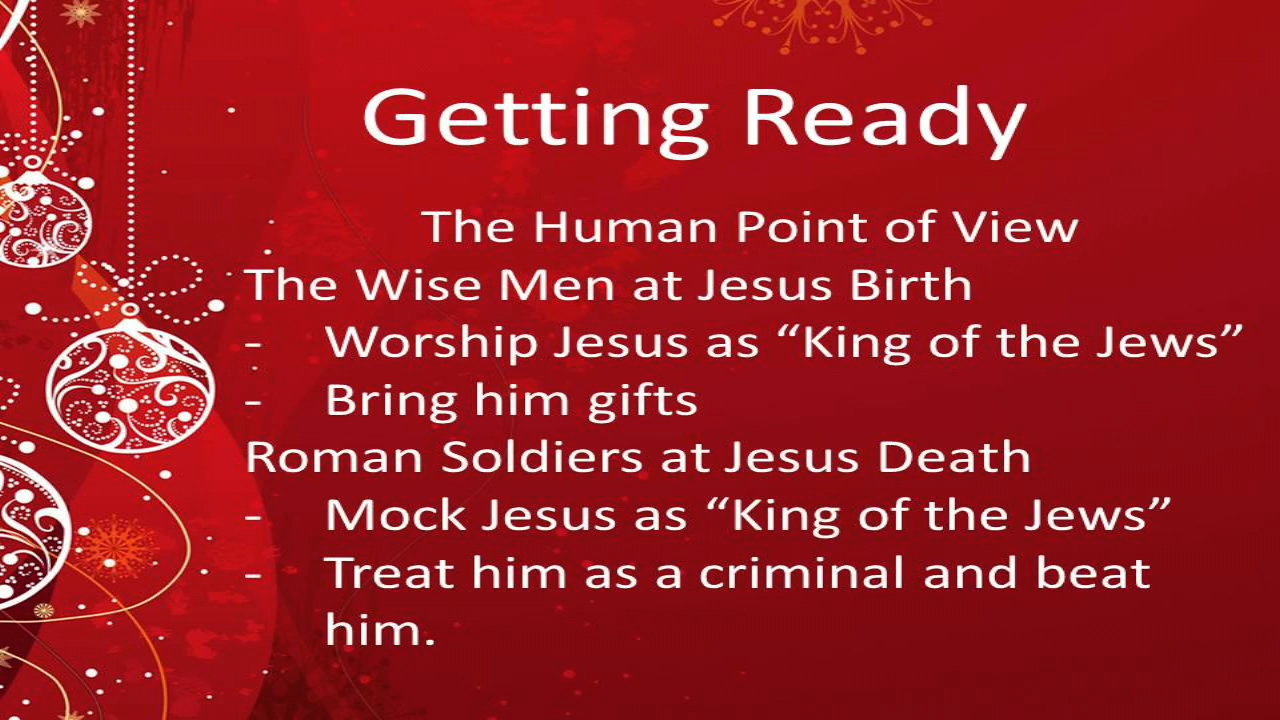 Getting Ready
The Human Point of View
The Wise Men at Jesus Birth
- Worship Jesus as “King of the Jews”
- Bring him gifts
Roman Soldiers at Jesus Death
- Mock Jesus as “King of the Jews”
- Treat him as a criminal and beat
him.